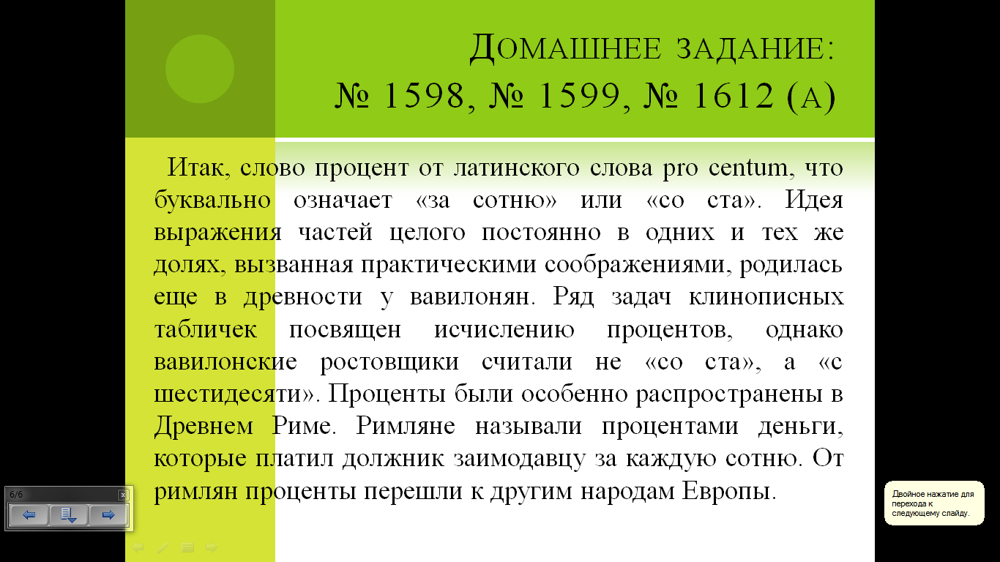 Домашнее задание:
№ 1598, № 1599, № 1612 (а)
Итак, слово процент от латинского слова pro centum, что
буквально означает «за сотню» или «со ста». Идея
выражения частей целого постоянно в одних и тех же
долях, вызванная практическими соображениями, родилась
еще в древности у вавилонян. Ряд задач клинописных
табличек посвящен исчислению процентов, однако
вавилонские ростовщики считали не «со ста», а «с
шестидесяти». Проценты были особенно распространены в
Древнем Риме. Римляне называли процентами деньги,
которые платил должник заимодавцу за каждую сотню. От
римлян проценты перешли к другим народам Европы.
6/6
Двойное нажатие для
перехода к
следующему слайду.